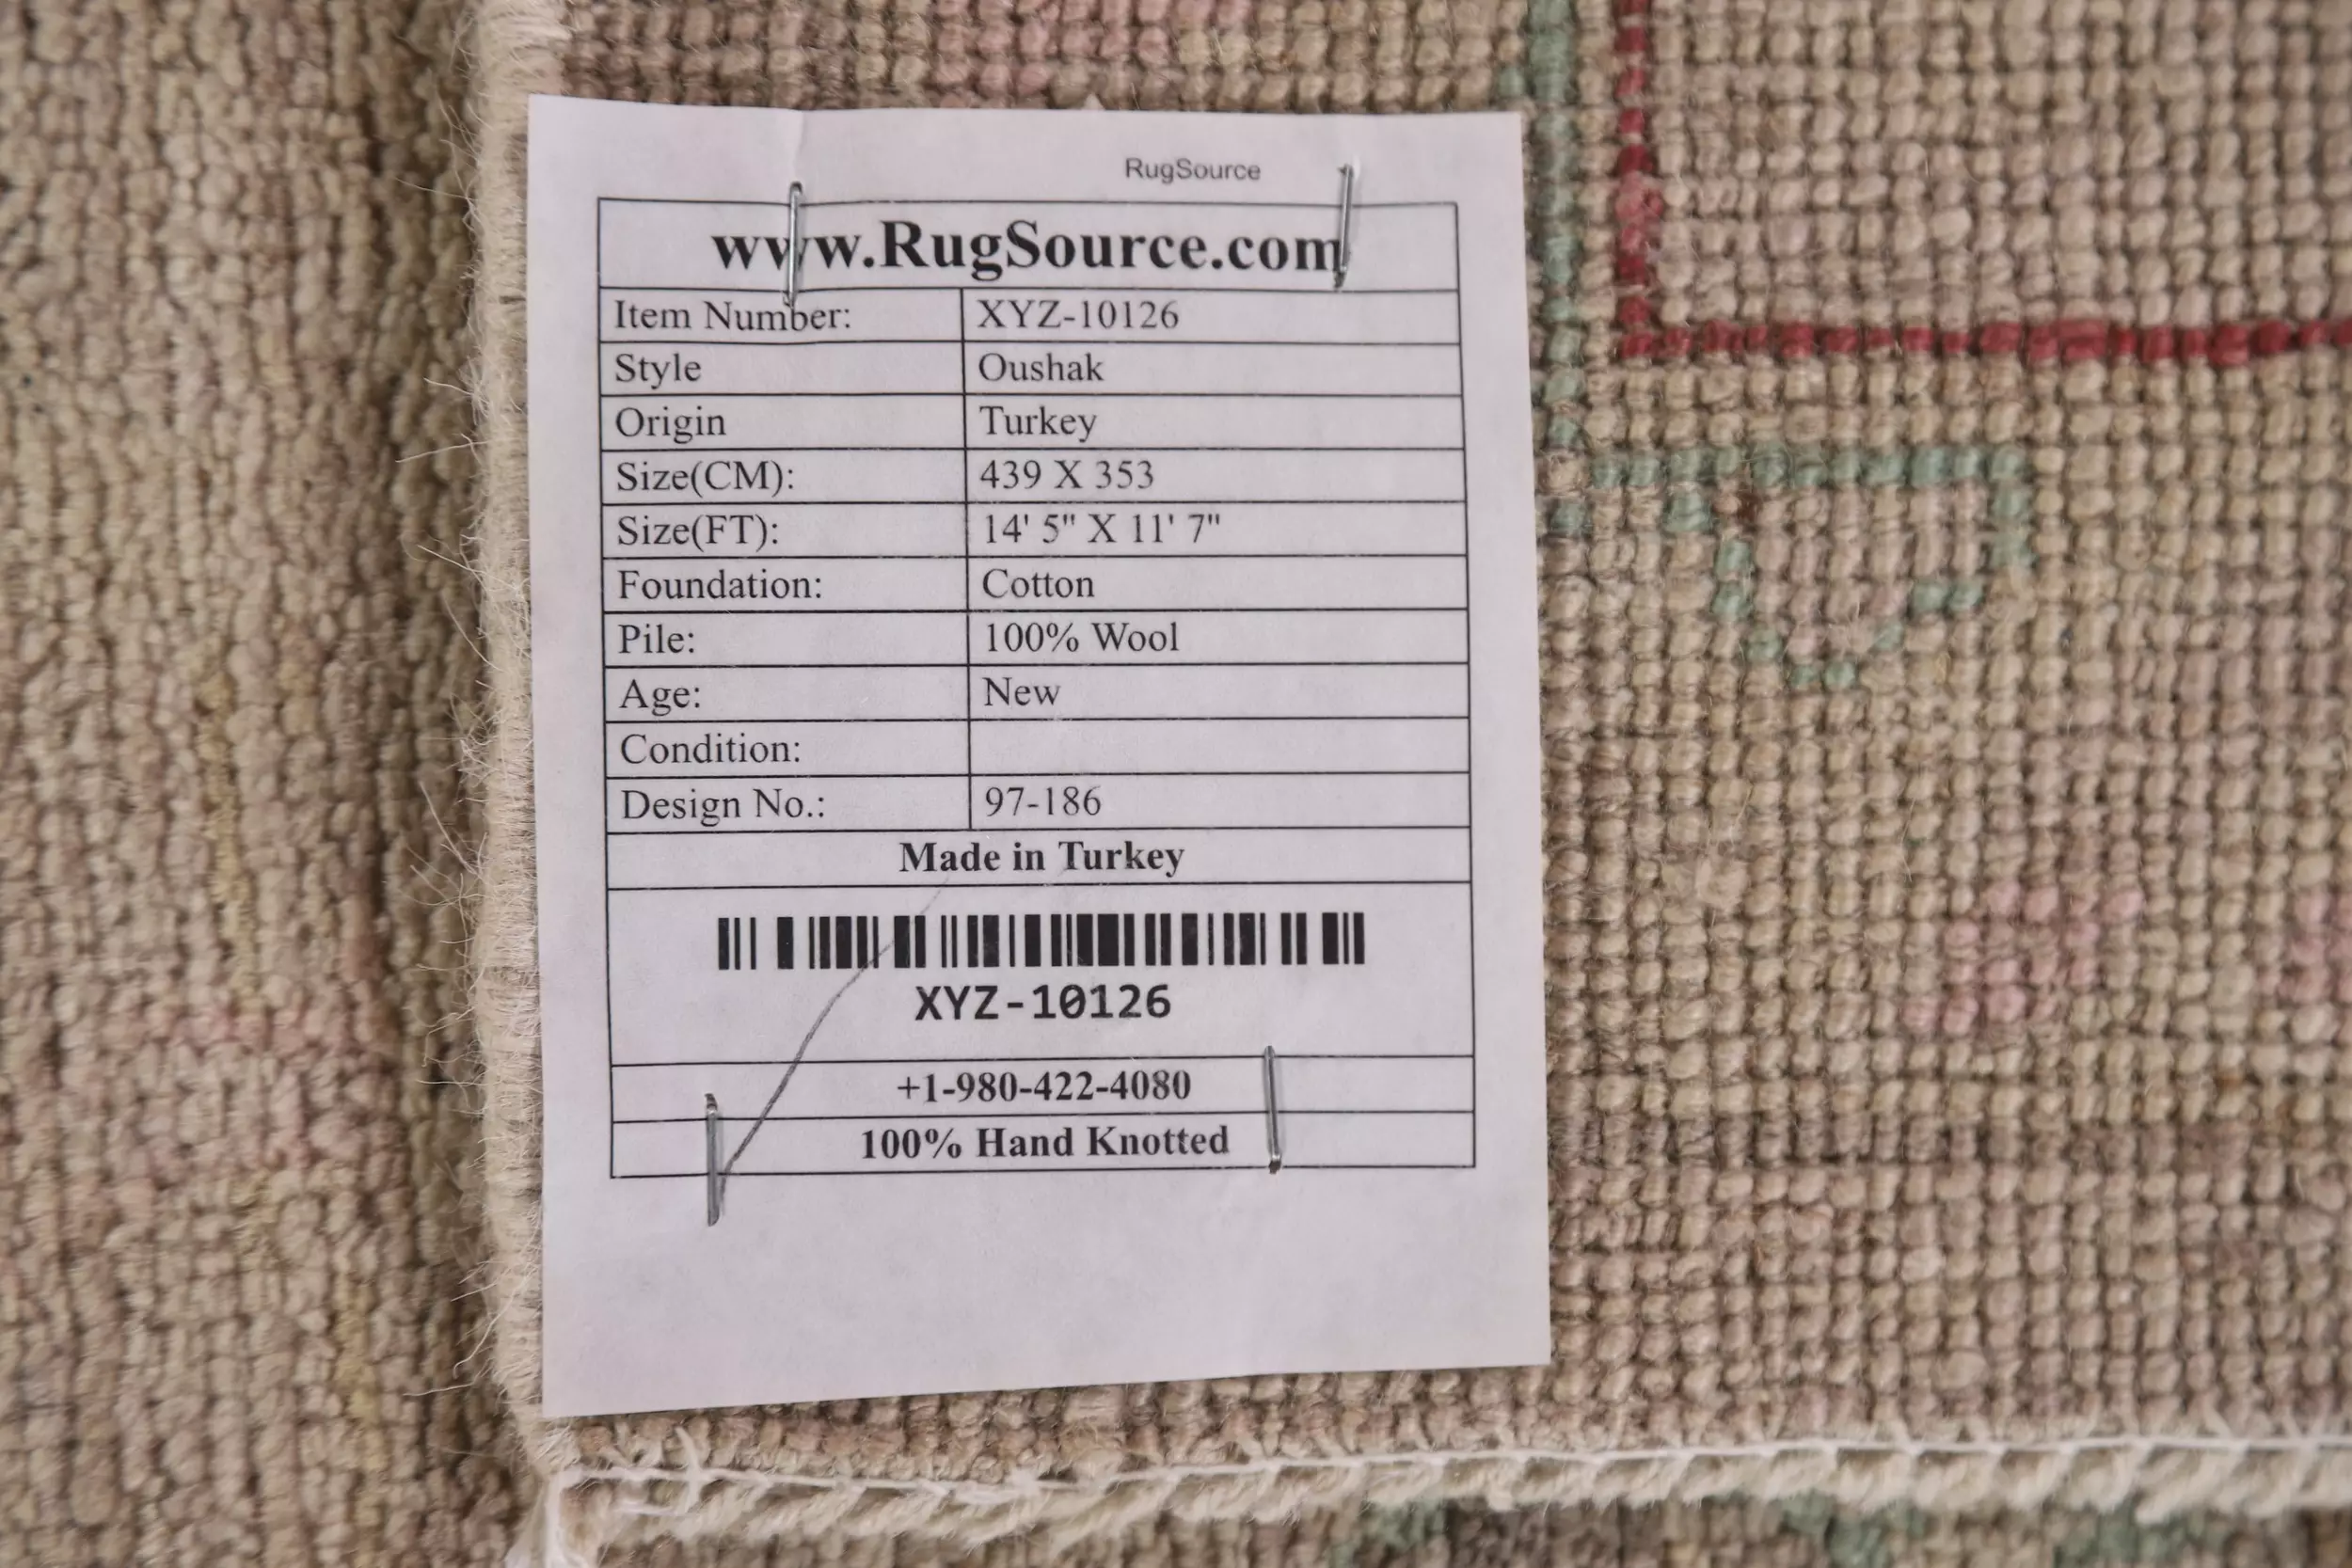 RugSource
www.RugSource.com
Item Number: XYZ-10126
Style Oushak
Origin Turkey
Size(CM): 439 X 353
Size(FT): 14' 5" X 11' 7"
Foundation: Cotton
Pile: 100% Wool
Age: New
Condition:
Design No.: 97-186
Made in Turkey
XYZ-10126
+1-980-422-4080
100% Hand Knotted